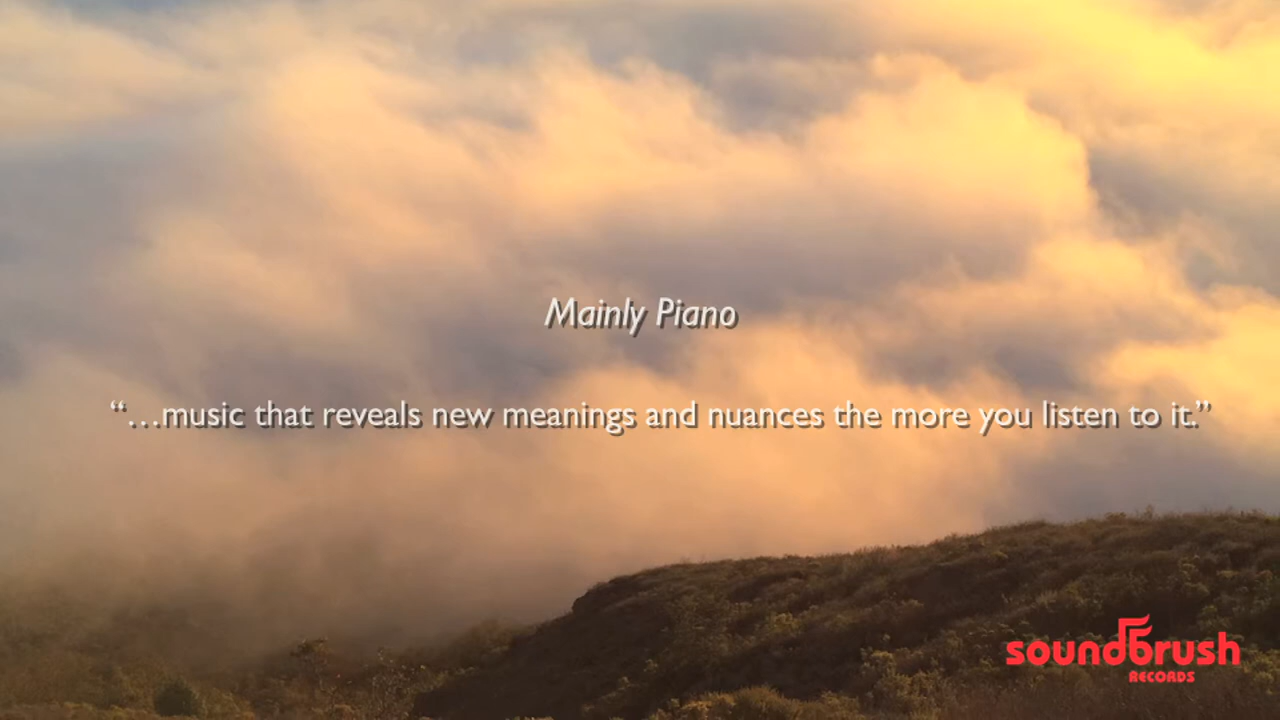 Mainly Piano
“…music that reveals new meanings and nuances the more you listen to it.”
soundbrush
RECORDS